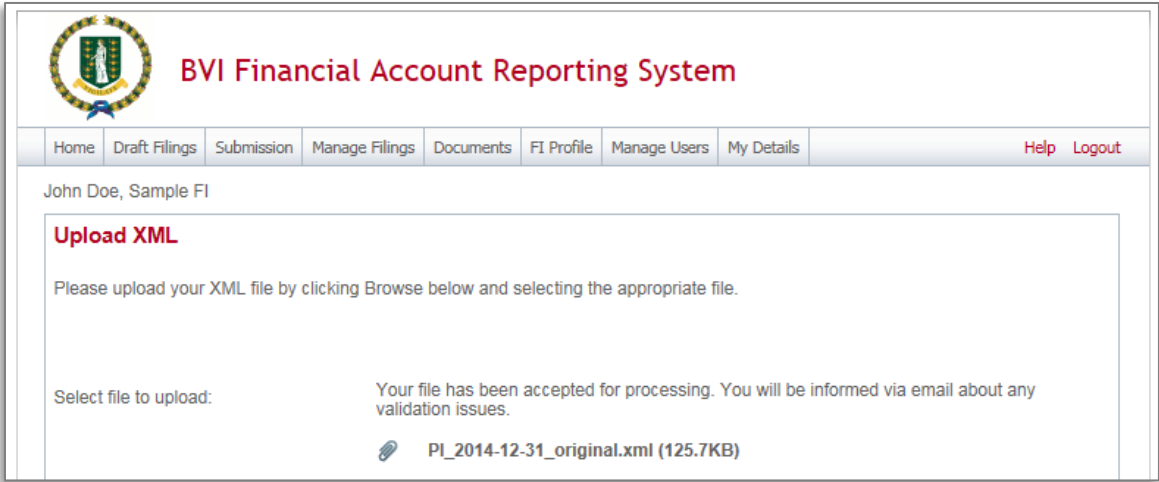 BVI Financial Account Reporting System
Home Draft Filings Submission Manage Filings Documents FI Profile Manage Users My Details Help Logout
John Doe, Sample FI
Upload XML
Please upload your XML file by clicking Browse below and selecting the appropriate file.
Select file to upload:
Your file has been accepted for processing. You will be informed via email about any
validation issues.
PI_2014-12-31_original.xml (125.7KB)